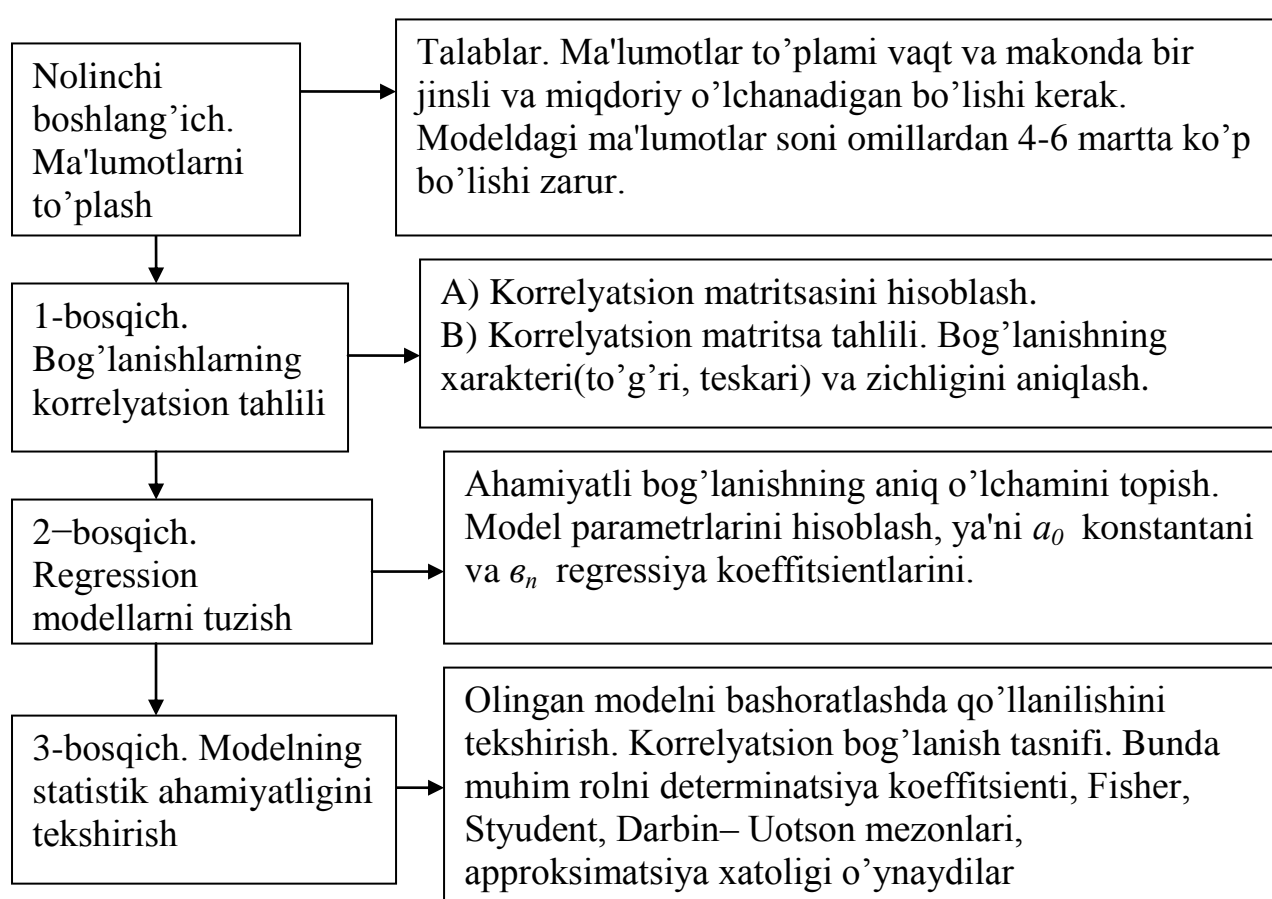 Nolinchi
boshlang’ich.
Ma'lumotlarni
to’plash
Talablar. Ma'lumotlar to’plami vaqt va makonda bir
jinsli va miqdoriy o’lchanadigan bo’lishi kerak.
Modeldagi ma'lumotlar soni omillardan 4-6 martta ko’p
bo’lishi zarur.
1-bosqich.
Bog’lanishlarning
korrelyatsion tahlili
A) Korrelyatsion matritsasini hisoblash.
B) Korrelyatsion matritsa tahlili. Bog’lanishning
xarakteri(to’g’ri, teskari) va zichligini aniqlash.
2−bosqich.
Regression
modellarni tuzish
Ahamiyatli bog’lanishning aniq o’lchamini topish.
Model parametrlarini hisoblash, ya'ni a₀ konstantani
va вₙ regressiya koeffitsientlarini.
3-bosqich. Modelning
statistik ahamiyatligini
tekshirish
Olingan modelni bashoratlashda qo’llanilishini
tekshirish. Korrelyatsion bog’lanish tasnifi. Bunda
muhim rolni determinatsiya koeffitsienti, Fisher,
Styudent, Darbin– Uotson mezonlari,
approksimatsiya xatoligi o’ynaydilar